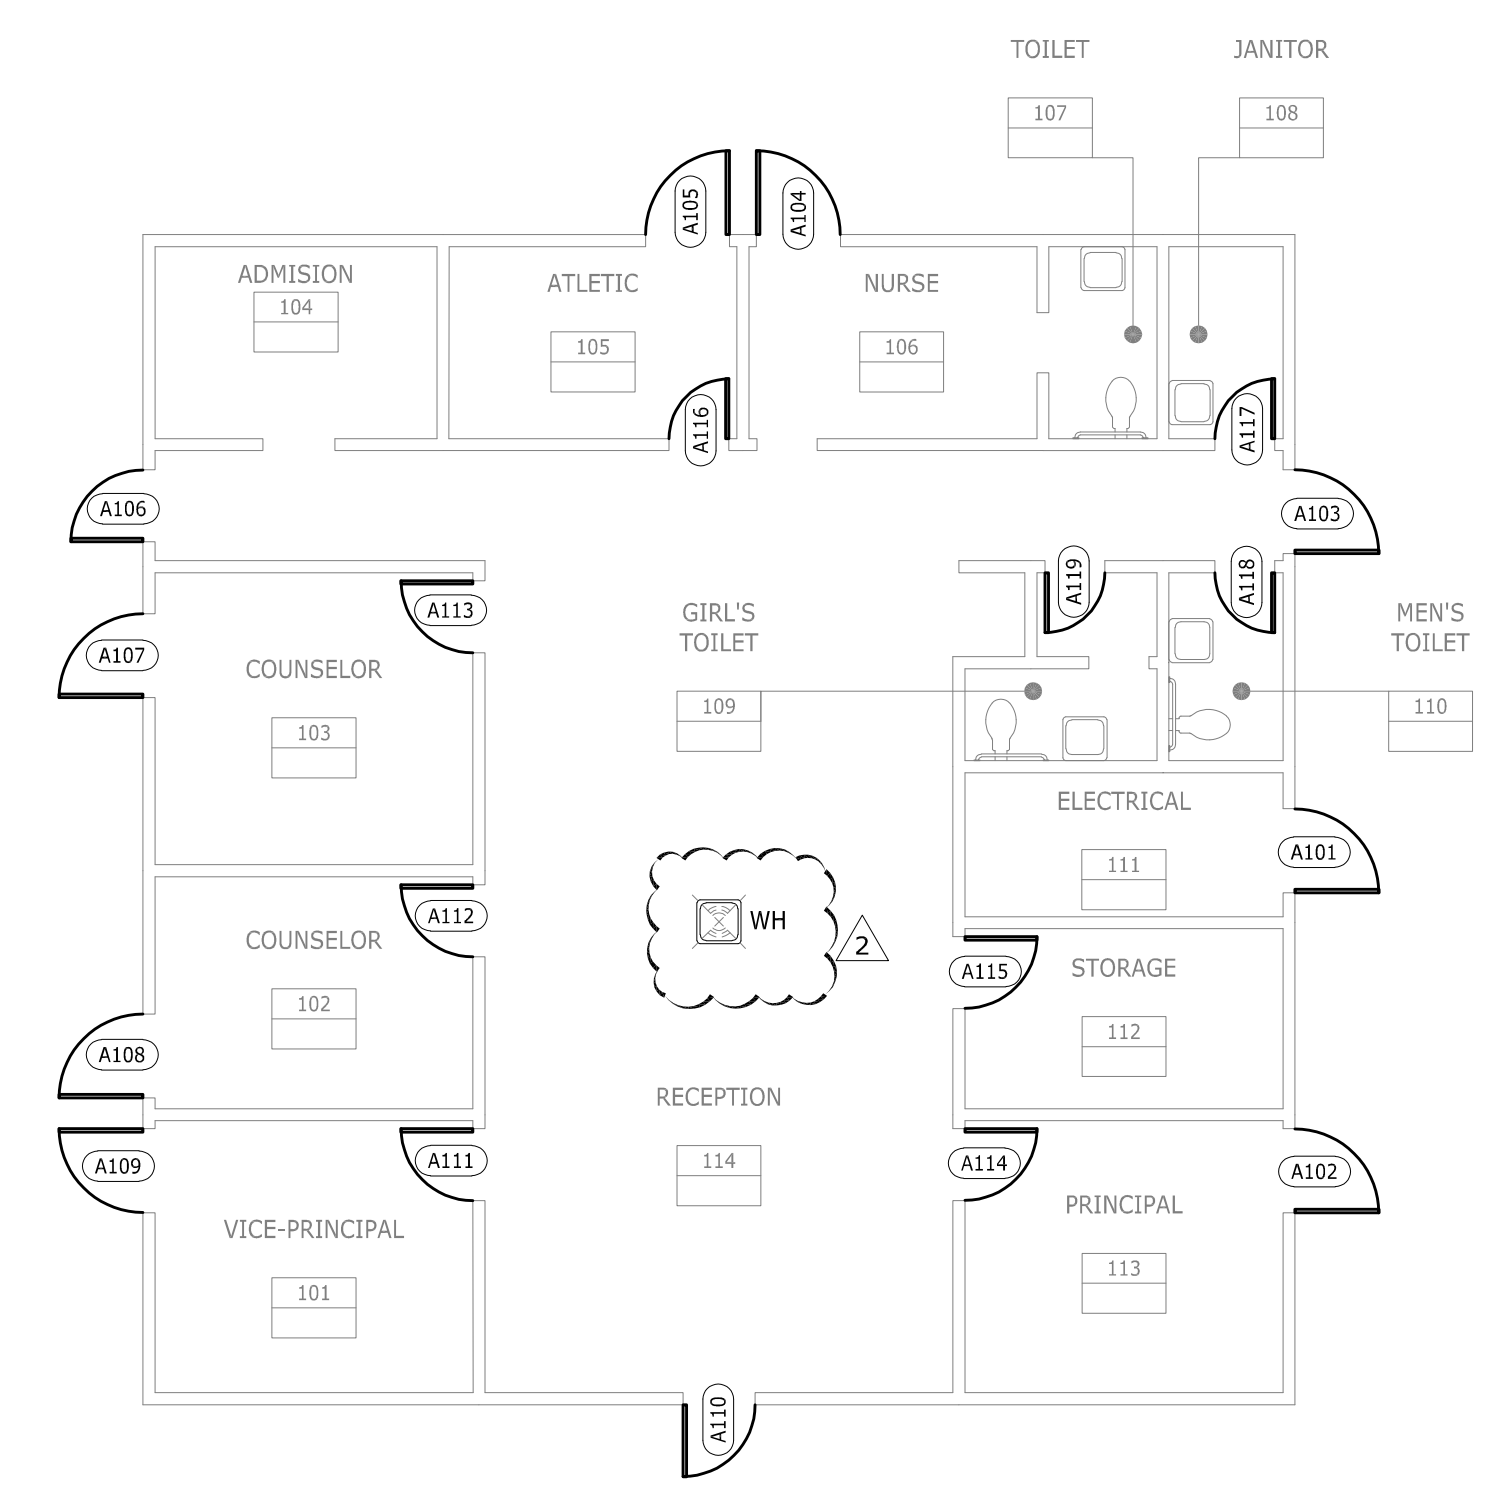 TOILET
JANITOR
107
108
A105
A104
ADMISION
104
ATLETIC
105
NURSE
106
A116
A117
A106
A103
A113
A119
A118
A107
COUNSELOR
103
GIRL'S
TOILET
109
MEN'S
TOILET
110
ELECTRICAL
111
A101
A112
COUNSELOR
102
WH
2
A115
STORAGE
112
A108
RECEPTION
114
A109
A111
A114
A102
VICE-PRINCIPAL
101
PRINCIPAL
113
A110